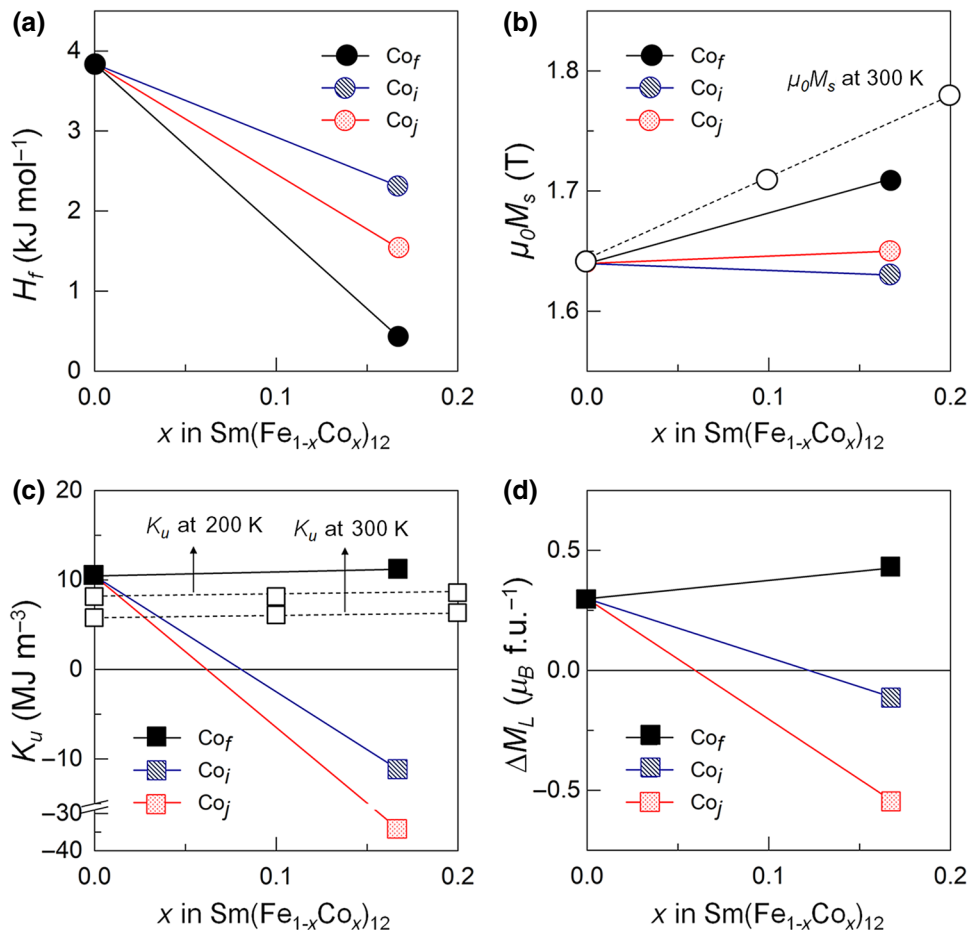 (a)
H_f (kJ mol⁻¹)
4
3
2
1
0
Co_f
Co_i
Co_j
0.0 0.1 0.2
x in Sm(Fe₁₋ₓCoₓ)₁₂
(b)
μ₀M_s (T)
1.8
1.7
1.6
μ₀M_s at 300 K
Co_f
Co_i
Co_j
0.0 0.1 0.2
x in Sm(Fe₁₋ₓCoₓ)₁₂
(c)
K_u (MJ m⁻³)
20
10
0
−10
−30
−40
K_u at 200 K K_u at 300 K
Co_f
Co_i
Co_j
0.0 0.1 0.2
x in Sm(Fe₁₋ₓCoₓ)₁₂
(d)
ΔM_L (μ_B f.u.⁻¹)
0.5
0.0
−0.5
Co_f
Co_i
Co_j
0.0 0.1 0.2
x in Sm(Fe₁₋ₓCoₓ)₁₂